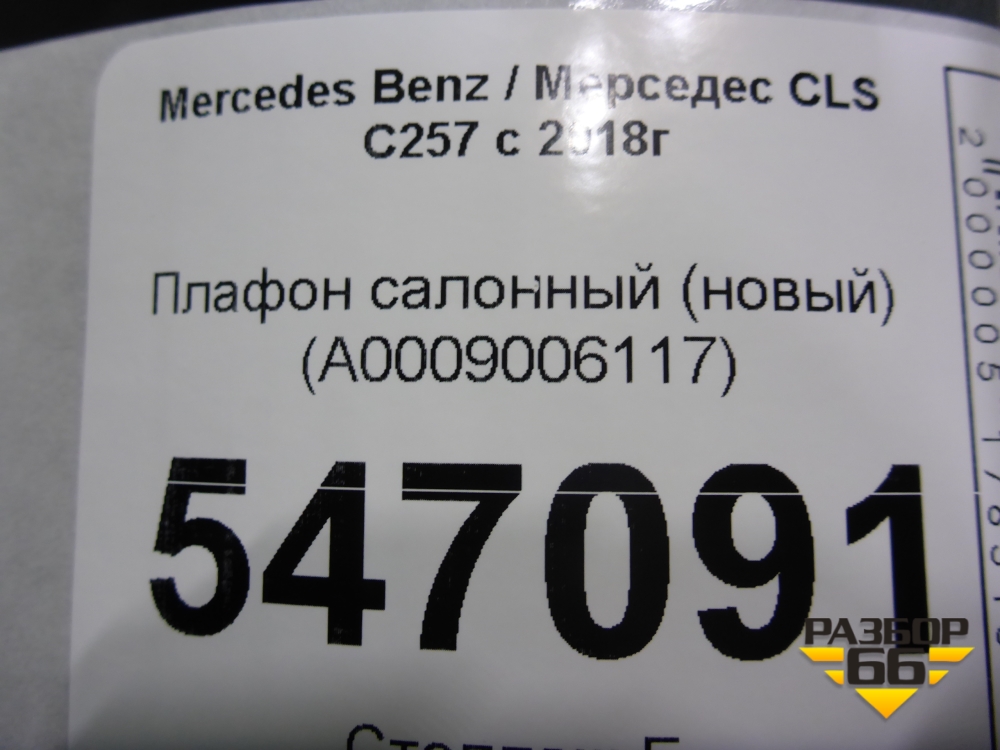 Mercedes Benz / Мерседес CLS
C257 с 2018г
Плафон салонный (новый)
(A0009006117)
547091
РАЗБОР
66